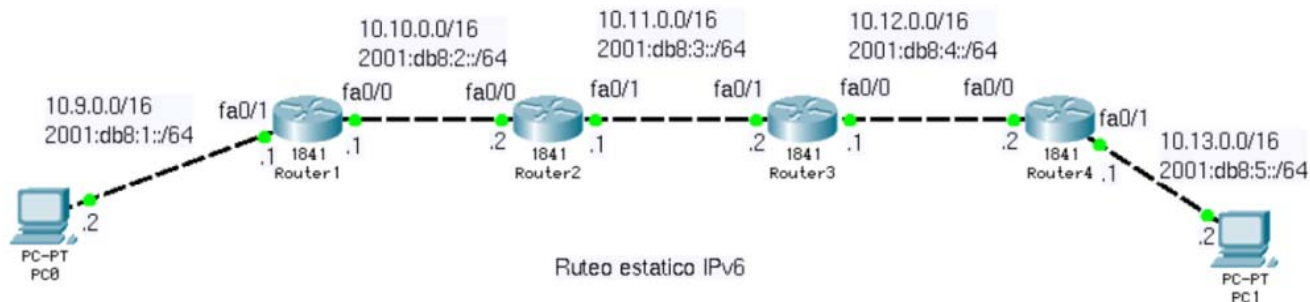 10.9.0.0/16
2001:db8:1::/64
fa0/1
.1
.2
PC-PT
PC0
1841
Router1
10.10.0.0/16
2001:db8:2::/64
fa0/0
.1
fa0/0
.2
1841
Router2
10.11.0.0/16
2001:db8:3::/64
fa0/1
.1
fa0/1
.2
1841
Router3
10.12.0.0/16
2001:db8:4::/64
fa0/0
.1
fa0/0
.2
1841
Router4
fa0/1
.1
10.13.0.0/16
2001:db8:5::/64
.2
PC-PT
PC1
Ruteo estatico IPv6